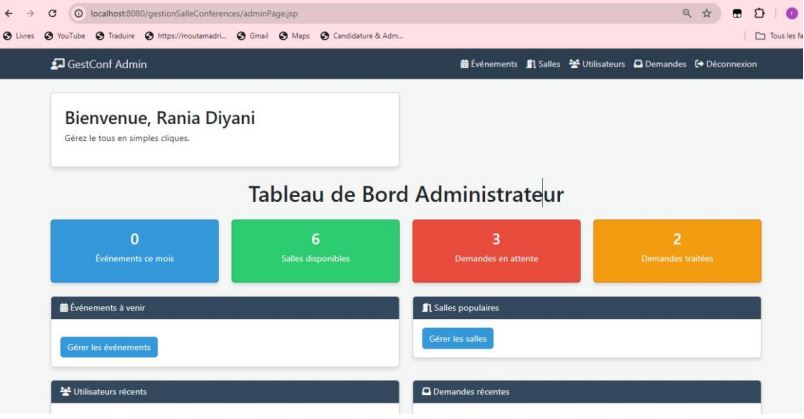 localhost:8080/gestionSalleConferences/adminPage.jsp
Livres YouTube Traduire https://moutamadri... Gmail Maps Candidature & Adm... Tous les fa
GestConf Admin Événements Salles Utilisateurs Demandes Déconnexion
Bienvenue, Rania Diyani
Gérez le tous en simples cliques.
Tableau de Bord Administrateur
0 6 3 2
Événements ce mois Salles disponibles Demandes en attente Demandes traitées
Événements à venir Salles populaires
Gérer les événements Gérer les salles
Utilisateurs récents Demandes récentes